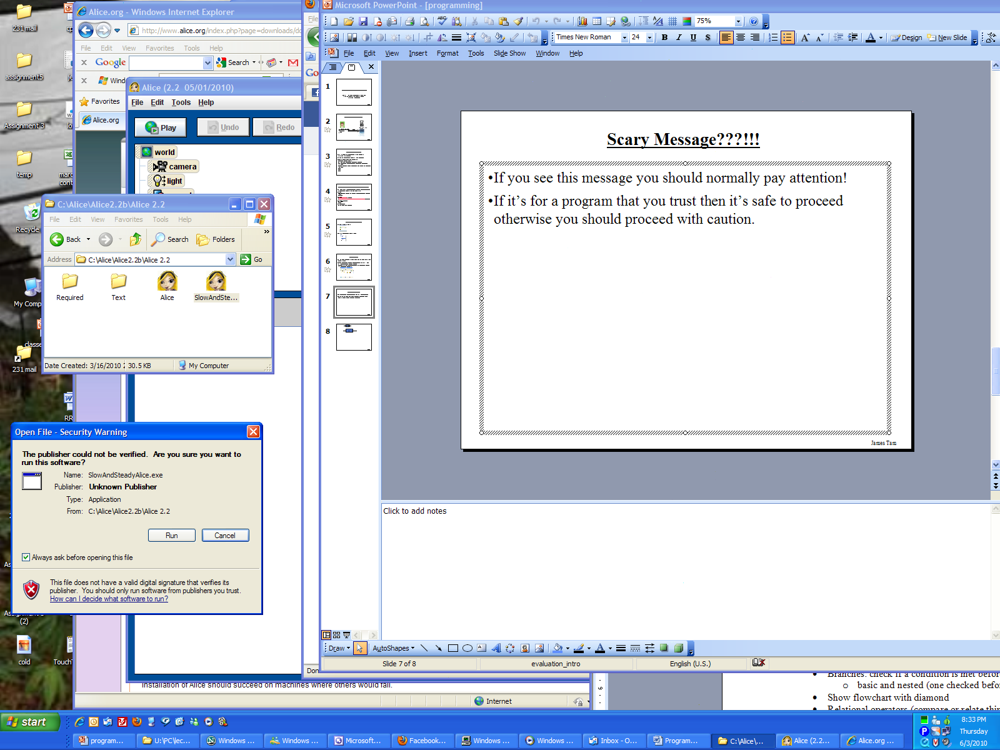 231 mail
assignment5
Assignment 3
temp
Recycle
My Comp
classe
231 mail
RR
(2)
cold
TouchT
Alice.org - Windows Internet Explorer
http://www.alice.org/index.php?page=downloads/do
File Edit View Favorites Tools Help
Google Search
Wind
Favorites
Alice.org
Alice (2.2 05/01/2010)
File Edit Tools Help
Play Undo Redo
world
camera
light
C:\Alice\Alice2.2b\Alice 2.2
File Edit View Favorites Tools Help
Back Search Folders
Address C:\Alice\Alice2.2b\Alice 2.2 Go
Required Text Alice SlowAndSte...
Date Created: 3/16/2010 30.5 KB My Computer
Open File - Security Warning
The publisher could not be verified. Are you sure you want to
run this software?
Name: SlowAndSteadyAlice.exe
Publisher: Unknown Publisher
Type: Application
From: C:\Alice\Alice2.2b\Alice 2.2
Run Cancel
Always ask before opening this file
This file does not have a valid digital signature that verifies its
publisher. You should only run software from publishers you trust.
How can I decide what software to run?
Microsoft PowerPoint - [programming]
75%
Times New Roman 24 B I U S A Design New Slide
File Edit View Insert Format Tools Slide Show Window Help
1
2
3
4
5
6
7
8
Scary Message???!!!
•If you see this message you should normally pay attention!
•If it's for a program that you trust then it's safe to proceed
otherwise you should proceed with caution.
James Tam
Click to add notes
Draw AutoShapes
Slide 7 of 8 evaluation_intro English (U.S.)
Don
installation of Alice should succeed on machines where others would fail.
Internet
• Branches: check if a condition is met before
o basic and nested (one checked befo
• Show flowchart with diamond
• Relational operators (compare or relate thin
start
8:33 PM
Thursday
6/3/2010
program... U:\PC\lec... Windows ... Windows ... Microsoft... Facebook... Windows ... Windows ... Inbox - O... Program... C:\Alice\... Alice (2.2... Alice.org ...